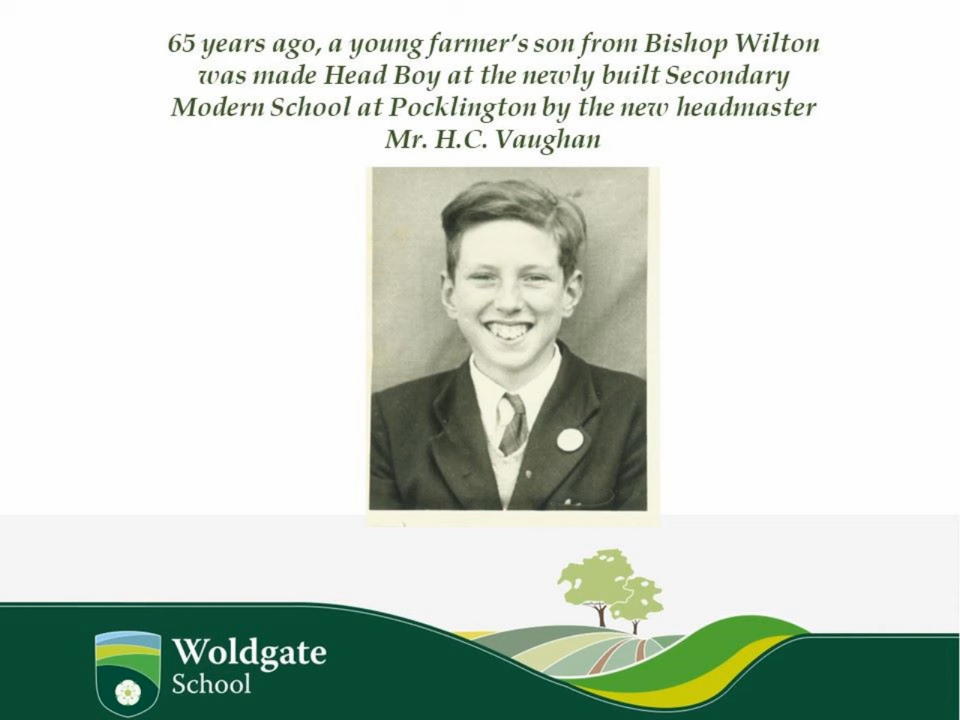 65 years ago, a young farmer's son from Bishop Wilton
was made Head Boy at the newly built Secondary
Modern School at Pocklington by the new headmaster
Mr. H.C. Vaughan
Woldgate
School